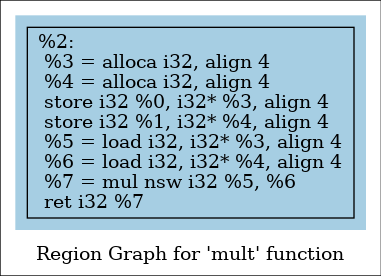 %2:
%3 = alloca i32, align 4
%4 = alloca i32, align 4
store i32 %0, i32* %3, align 4
store i32 %1, i32* %4, align 4
%5 = load i32, i32* %3, align 4
%6 = load i32, i32* %4, align 4
%7 = mul nsw i32 %5, %6
ret i32 %7
Region Graph for 'mult' function